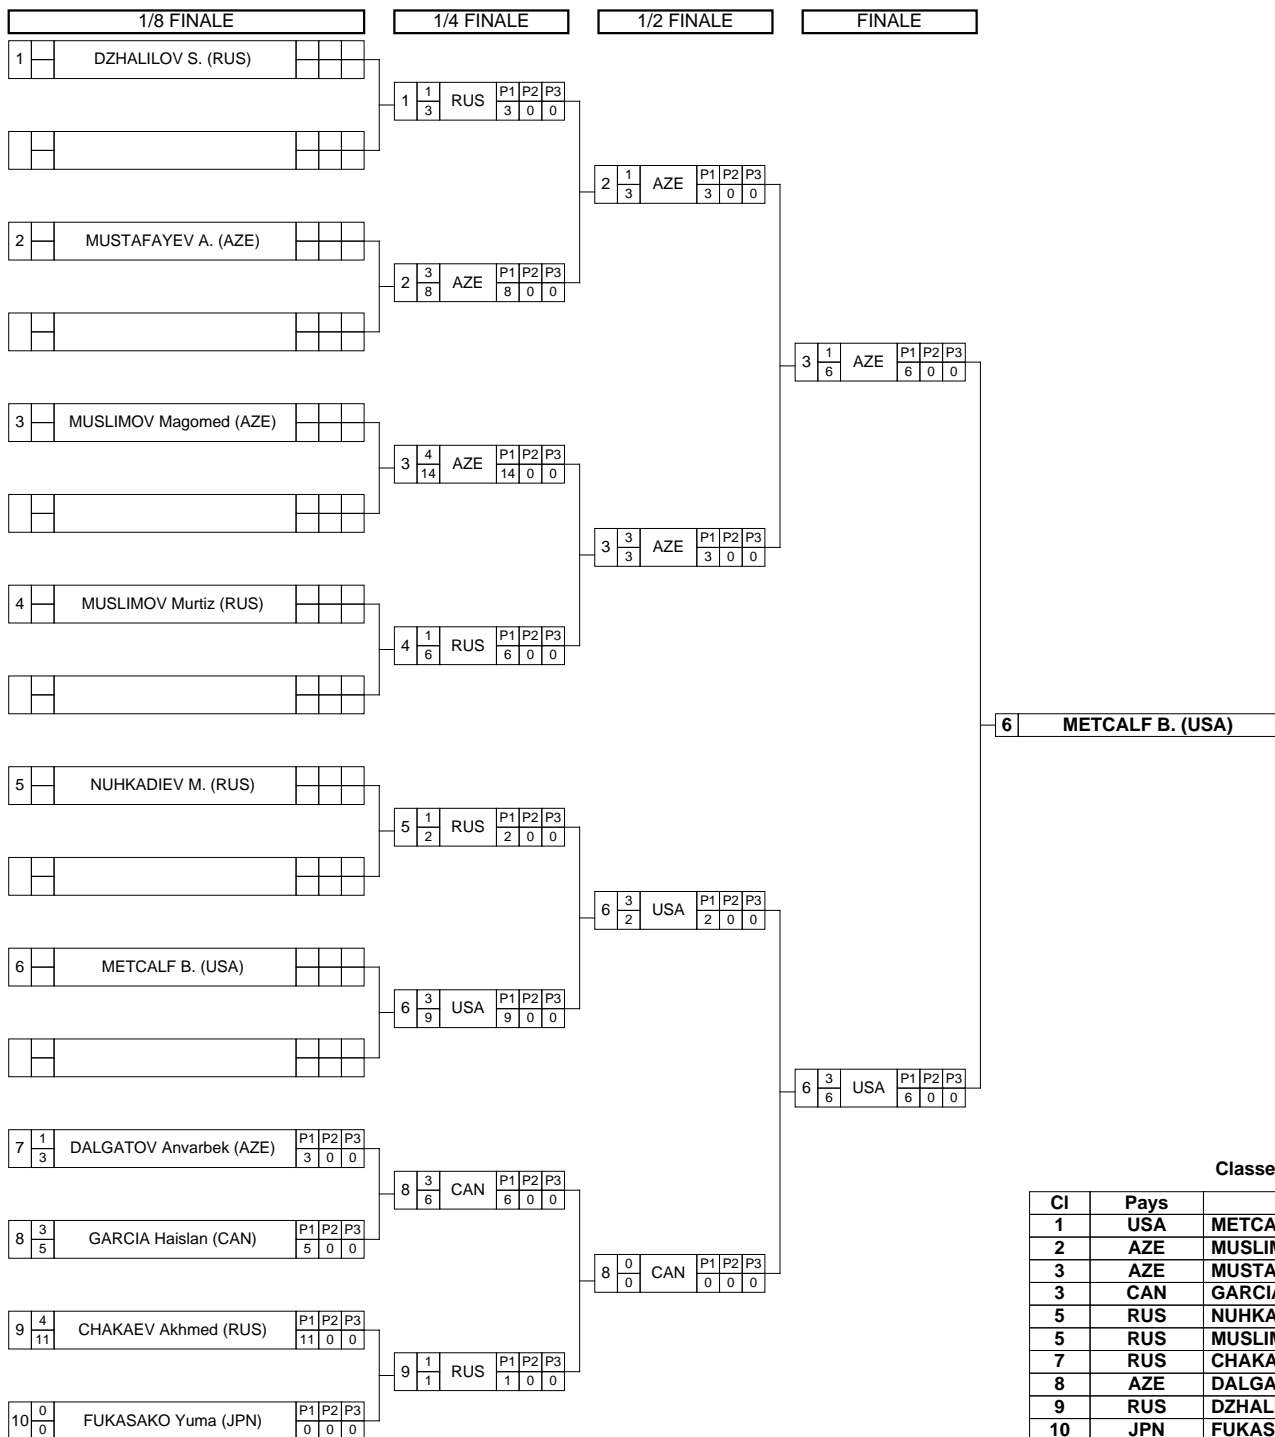 1/8 FINALE 1/4 FINALE 1/2 FINALE FINALE
1 DZHALILOV S. (RUS)
1 1 3 RUS P1 P2 P3 3 0 0
2 1 3 AZE P1 P2 P3 3 0 0
2 MUSTAFAYEV A. (AZE)
2 3 8 AZE P1 P2 P3 8 0 0
3 1 6 AZE P1 P2 P3 6 0 0
3 MUSLIMOV Magomed (AZE)
3 4 14 AZE P1 P2 P3 14 0 0
3 3 3 AZE P1 P2 P3 3 0 0
4 MUSLIMOV Murtiz (RUS)
4 1 6 RUS P1 P2 P3 6 0 0
6 METCALF B. (USA)
5 NUHKADIEV M. (RUS)
5 1 2 RUS P1 P2 P3 2 0 0
6 3 2 USA P1 P2 P3 2 0 0
6 METCALF B. (USA)
6 3 9 USA P1 P2 P3 9 0 0
6 3 6 USA P1 P2 P3 6 0 0
7 1 3 DALGATOV Anvarbek (AZE) P1 P2 P3 3 0 0
8 3 6 CAN P1 P2 P3 6 0 0
8 3 5 GARCIA Haislan (CAN) P1 P2 P3 5 0 0
8 0 0 CAN P1 P2 P3 0 0 0
9 4 11 CHAKAEV Akhmed (RUS) P1 P2 P3 11 0 0
9 1 1 RUS P1 P2 P3 1 0 0
10 0 0 FUKASAKO Yuma (JPN) P1 P2 P3 0 0 0
Classe
Cl Pays
1 USA METCA
2 AZE MUSLIM
3 AZE MUSTA
3 CAN GARCIA
5 RUS NUHKA
5 RUS MUSLIM
7 RUS CHAKA
8 AZE DALGA
9 RUS DZHALI
10 JPN FUKAS